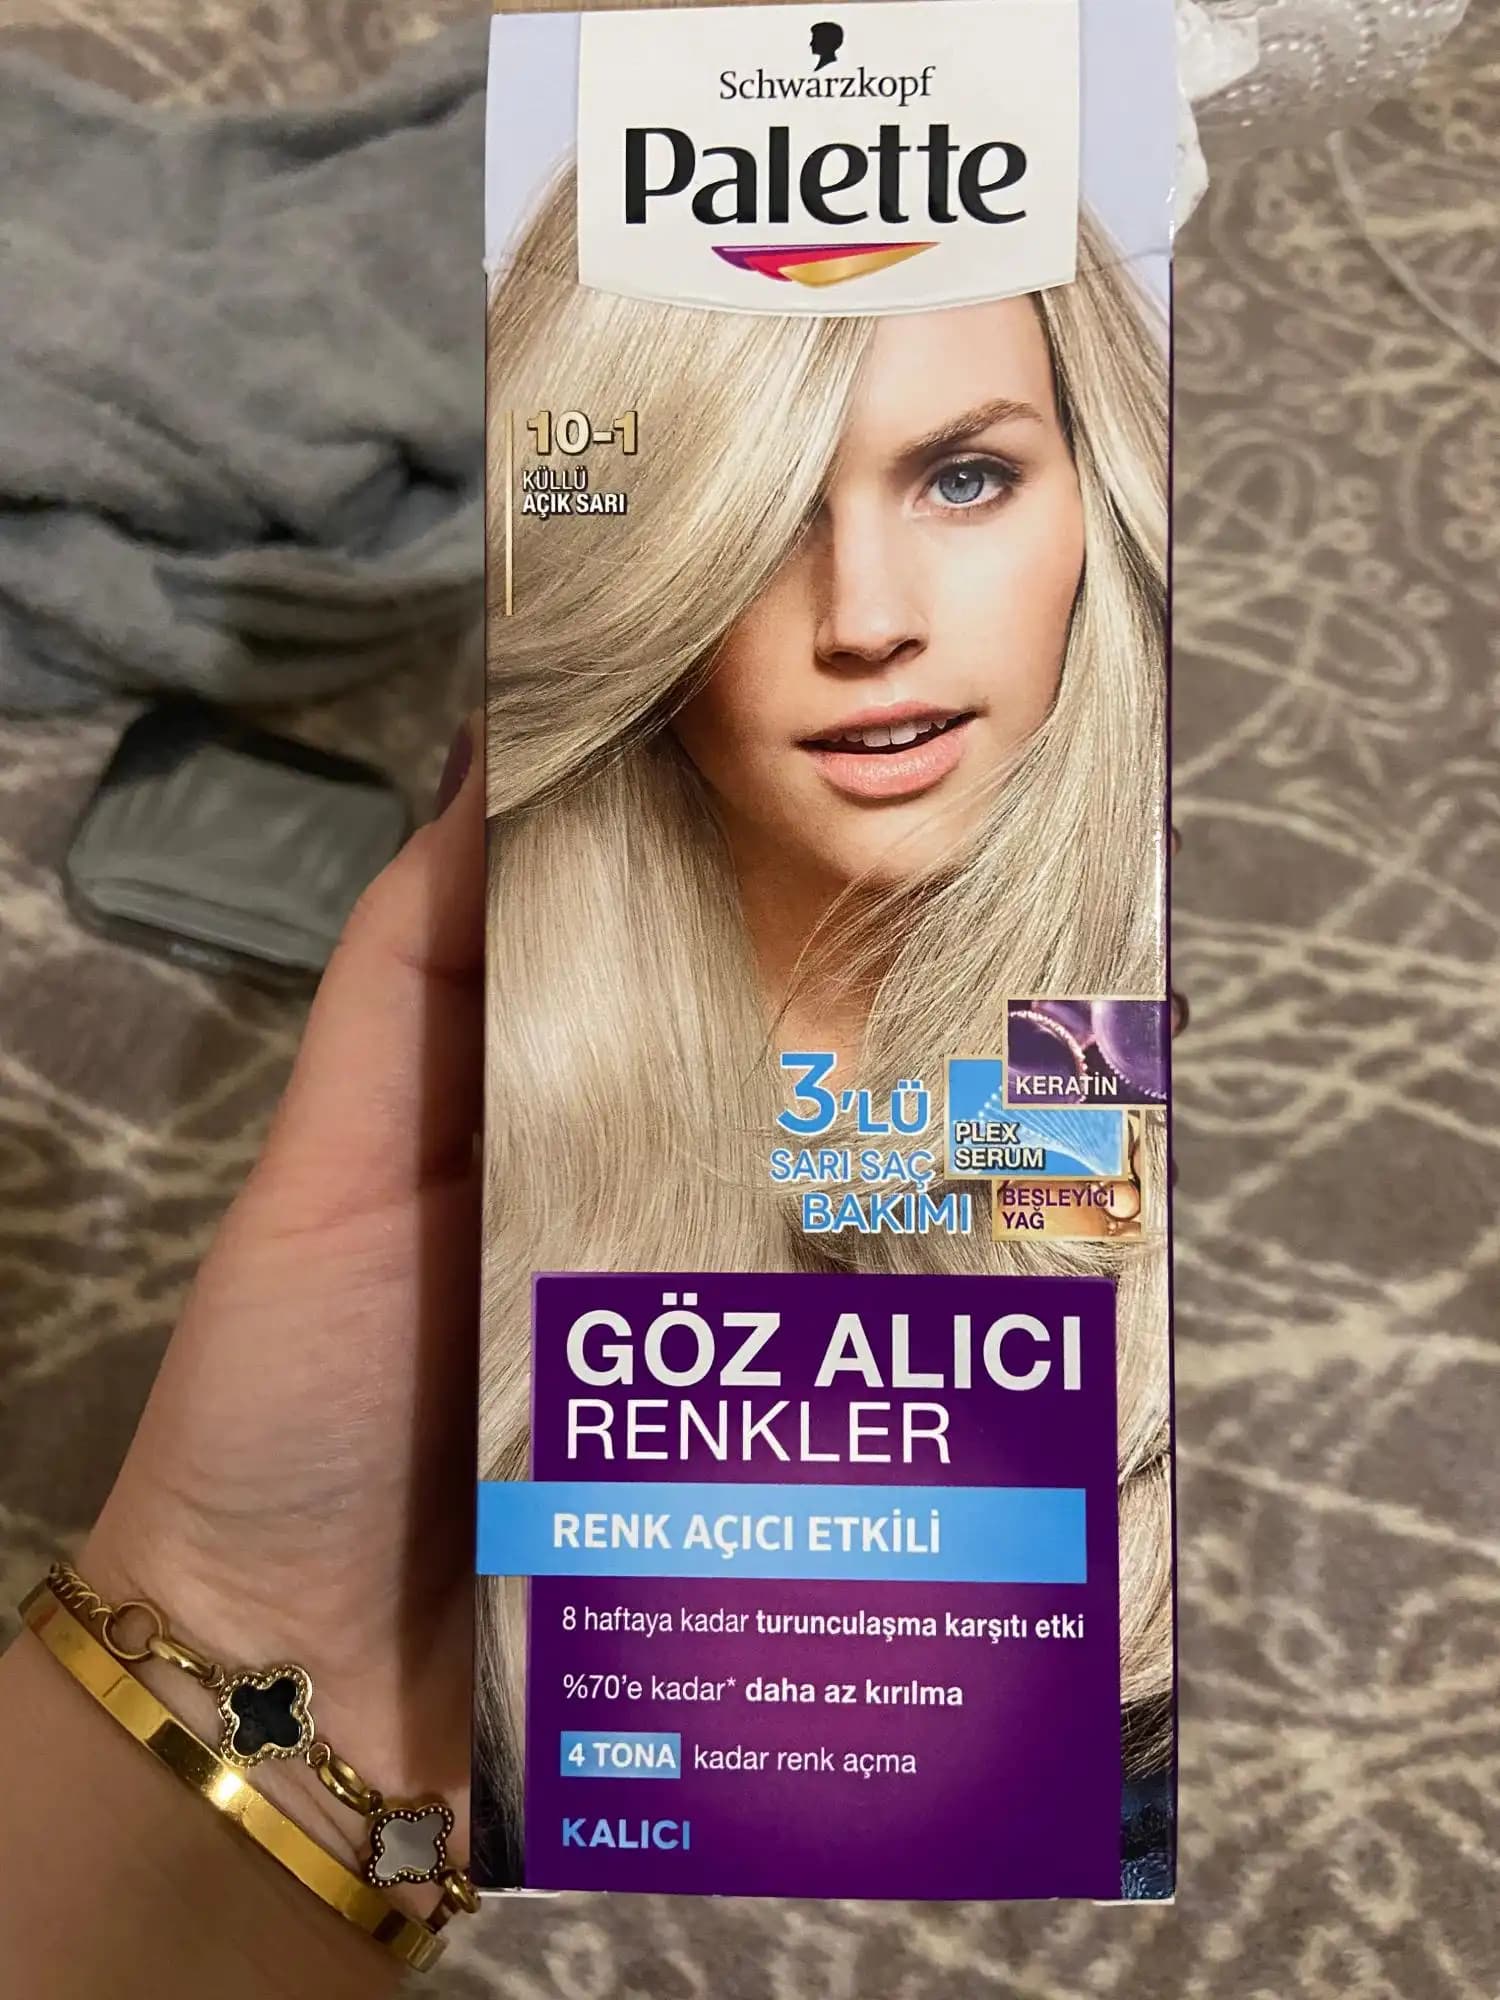 Schwarzkopf
Palette
10-1
KÜLLÜ
AÇIK SARI
3'LÜ
SARI SAÇ
BAKIMI
KERATİN
PLEX
SERUM
BESLEYİCİ
YAĞ
GÖZ ALICI
RENKLER
RENK AÇICI ETKİLİ
8 haftaya kadar turunculaşma karşıtı etki
%70'e kadar* daha az kırılma
4 TONA kadar renk açma
KALICI